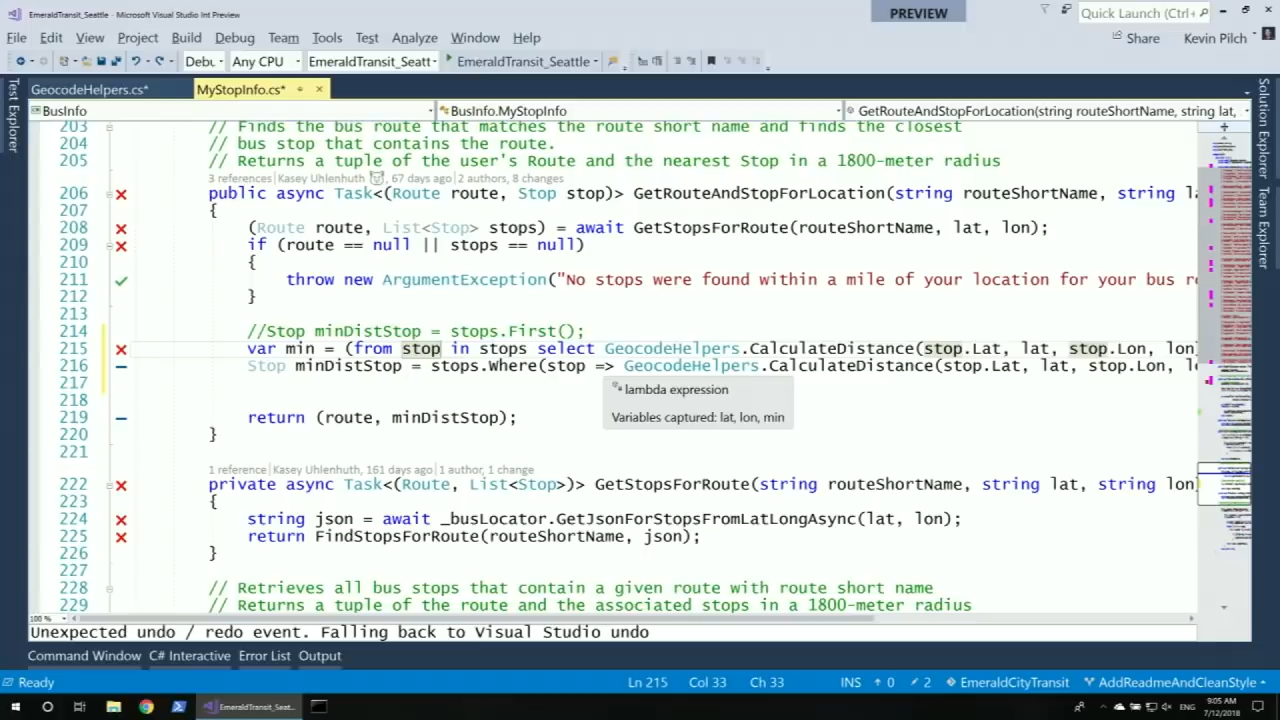 EmeraldTransit_Seattle - Microsoft Visual Studio Int Preview
PREVIEW
Quick Launch (Ctrl+
File Edit View Project Build Debug Team Tools Test Analyze Window Help
Share Kevin Pilch
Debu Any CPU EmeraldTransit_Seatt EmeraldTransit_Seattle
Test Explorer
GeocodeHelpers.cs* MyStopInfo.cs*
BusInfo BusInfo.MyStopInfo GetRouteAndStopForLocation(string routeShortName, string lat,
203 // Finds the bus route that matches the route short name and finds the closest
204 // bus stop that contains the route.
205 // Returns a tuple of the user's Route and the nearest Stop in a 1800-meter radius
3 references | Kasey Uhlenhuth, 67 days ago | 2 authors, 8 changes
206 public async Task<(Route route, Stop stop)> GetRouteAndStopForLocation(string routeShortName, string la
207 {
208 (Route route, List<Stop> stops) = await GetStopsForRoute(routeShortName, lat, lon);
209 if (route == null || stops == null)
210 {
211 throw new ArgumentException("No stops were found within a mile of your location for your bus ro
212 }
213
214 //Stop minDistStop = stops.First();
215 var min = (from stop in stops select GeocodeHelpers.CalculateDistance(stop.Lat, lat, stop.Lon, lon)
216 Stop minDistStop = stops.Where(stop => GeocodeHelpers.CalculateDistance(stop.Lat, lat, stop.Lon, lo
217
lambda expression
Variables captured: lat, lon, min
218
219 return (route, minDistStop);
220 }
221
1 reference | Kasey Uhlenhuth, 161 days ago | 1 author, 1 change
222 private async Task<(Route, List<Stop>)> GetStopsForRoute(string routeShortName, string lat, string lon)
223 {
224 string json = await _busLocator.GetJsonForStopsFromLatLongAsync(lat, lon);
225 return FindStopsForRoute(routeShortName, json);
226 }
227
228 // Retrieves all bus stops that contain a given route with route short name
229 // Returns a tuple of the route and the associated stops in a 1800-meter radius
100 %
Solution Explorer Team Explorer
Unexpected undo / redo event. Falling back to Visual Studio undo
Command Window C# Interactive Error List Output
Ready Ln 215 Col 33 Ch 33 INS 0 2 EmeraldCityTransit AddReadmeAndCleanStyle
EmeraldTransit_Seat... ENG 9:05 AM
7/12/2018